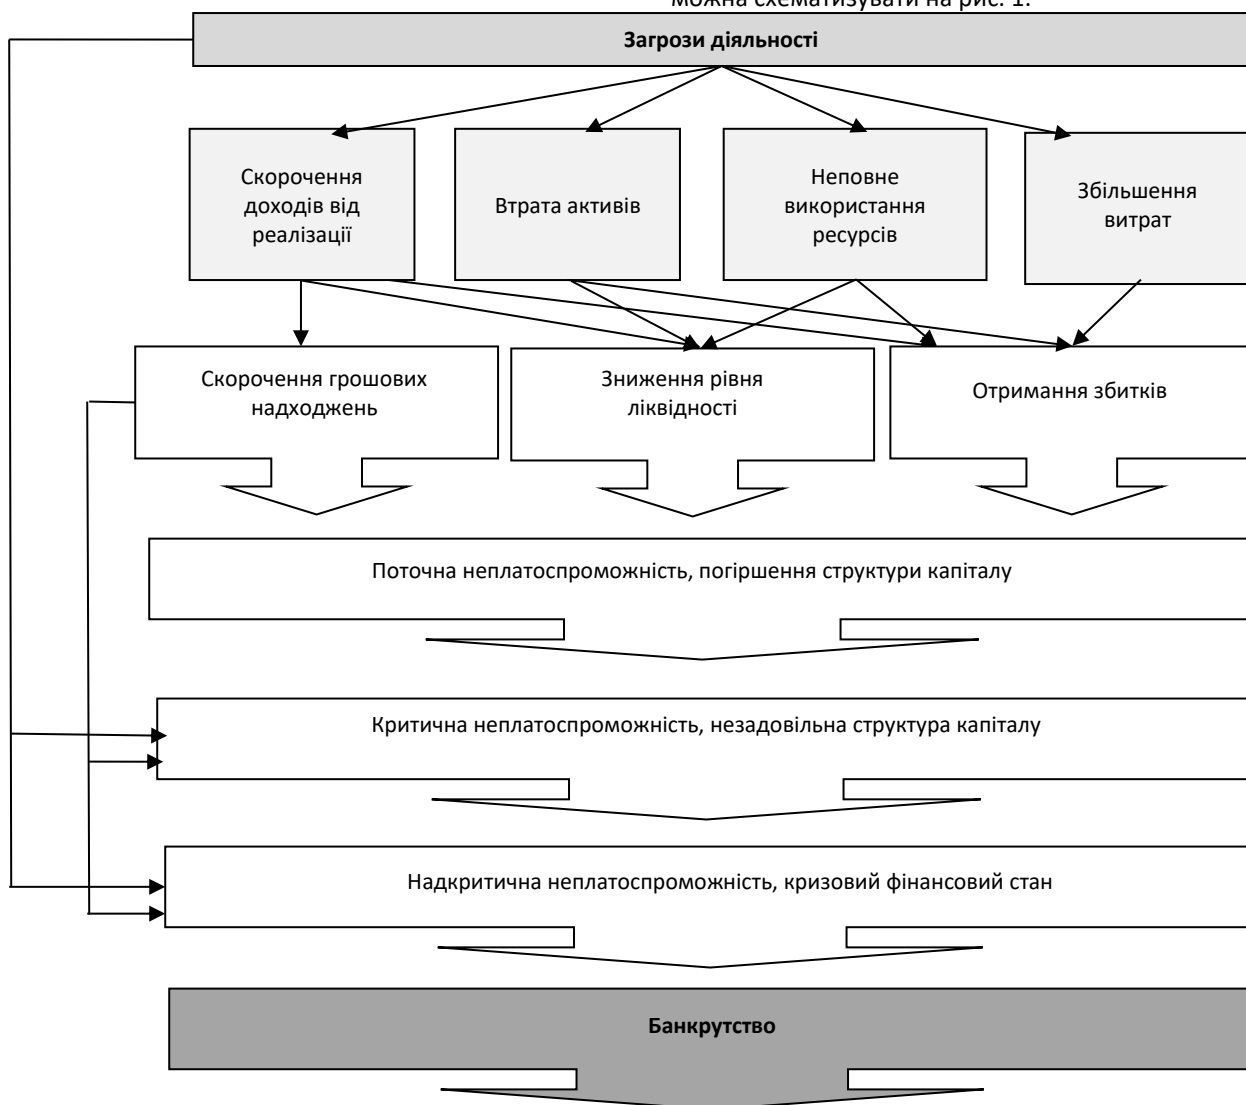 можна схематизувати на рис. 1.
Загрози діяльності
Скорочення
доходів від
реалізації
Втрата активів
Неповне
використання
ресурсів
Збільшення
витрат
Скорочення грошових
надходжень
Зниження рівня
ліквідності
Отримання збитків
Поточна неплатоспроможність, погіршення структури капіталу
Критична неплатоспроможність, незадовільна структура капіталу
Надкритична неплатоспроможність, кризовий фінансовий стан
Банкрутство